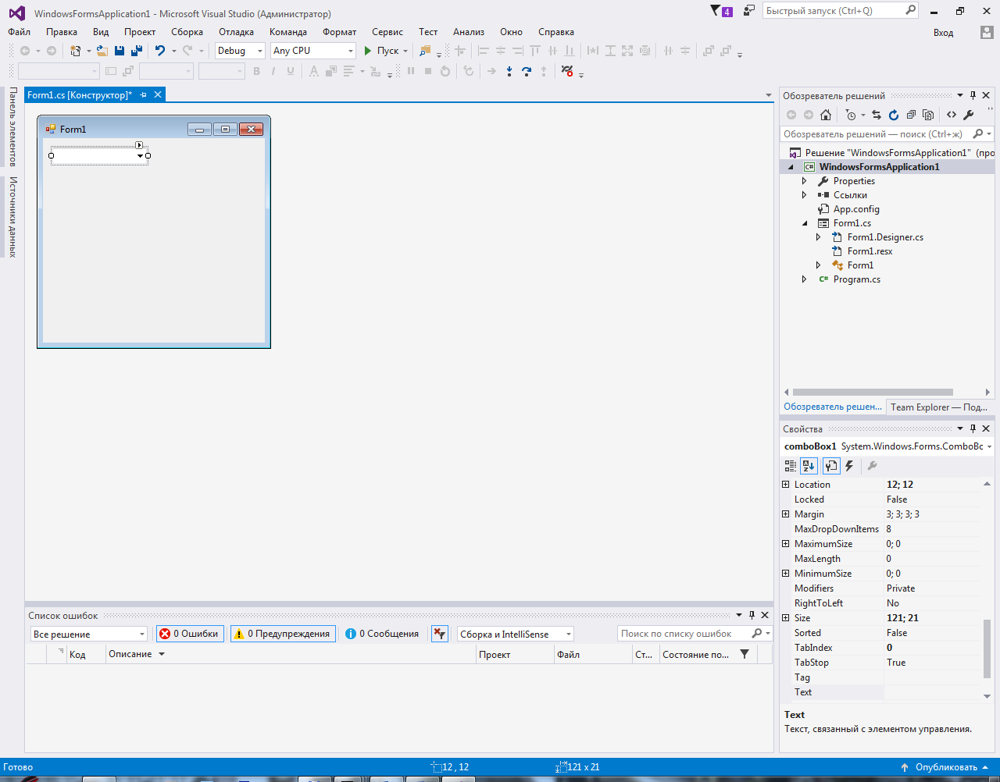 WindowsFormsApplication1 - Microsoft Visual Studio (Администратор)
4
Быстрый запуск (Ctrl+Q)
Файл Правка Вид Проект Сборка Отладка Команда Формат Сервис Тест Анализ Окно Справка
Вход
Debug Any CPU Пуск
B I U A
Панель элементов
Источники данных
Form1.cs [Конструктор]*
Form1
Обозреватель решений
Обозреватель решений — поиск (Ctrl+ж)
Решение "WindowsFormsApplication1" (про
WindowsFormsApplication1
Properties
Ссылки
App.config
Form1.cs
Form1.Designer.cs
Form1.resx
Form1
Program.cs
Обозреватель решен... Team Explorer — Под...
Свойства
comboBox1 System.Windows.Forms.ComboBo
Location 12; 12
Locked False
Margin 3; 3; 3; 3
MaxDropDownItems 8
MaximumSize 0; 0
MaxLength 0
MinimumSize 0; 0
Modifiers Private
RightToLeft No
Size 121; 21
Sorted False
TabIndex 0
TabStop True
Tag
Text
Text
Текст, связанный с элементом управления.
Список ошибок
Все решение 0 Ошибки 0 Предупреждения 0 Сообщения Сборка и IntelliSense Поиск по списку ошибок
Код Описание Проект Файл Ст... Состояние по...
Готово 12 , 12 121 x 21 Опубликовать